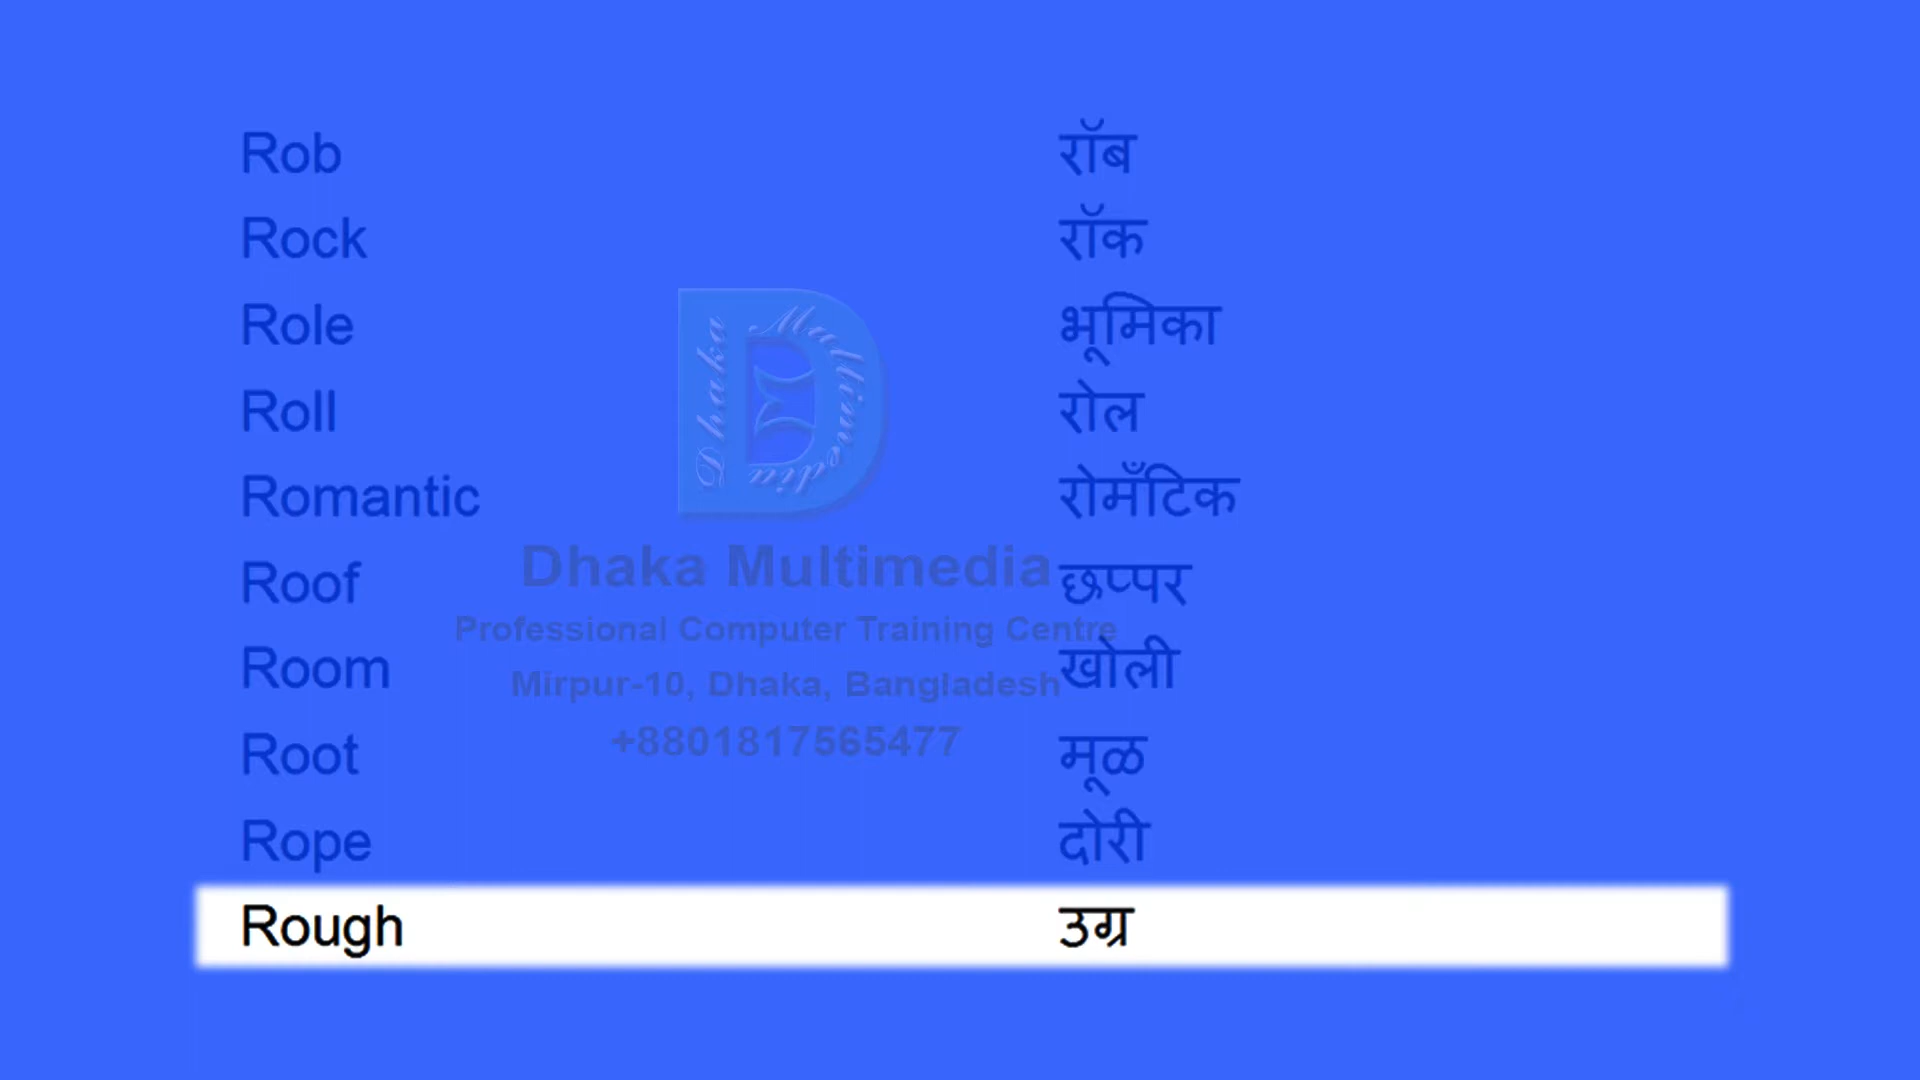 Rob रॉब
Rock रॉक
Role भूमिका
Roll रोल
Romantic रोमँटिक
Roof छप्पर
Room खोली
Root मूळ
Rope दोरी
Rough उग्र
Dhaka Multimedia
Dhaka Multimedia
Professional Computer Training Centre
Mirpur-10, Dhaka, Bangladesh
+8801817565477